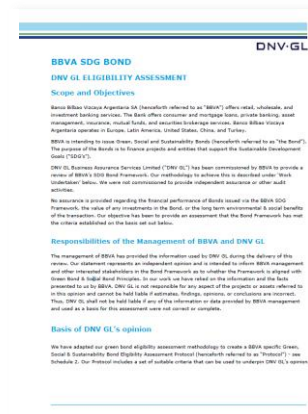 DNV·GL
BBVA SDG BOND
DNV GL ELIGIBILITY ASSESSMENT
Scope and Objectives
Banco Bilbao Vizcaya Argentaria SA (henceforth referred to as "BBVA") offers retail, wholesale, and
investment banking services. The Bank offers consumer and mortgage loans, private banking, asset
management, insurance, mutual funds, and securities brokerage services. Banco Bilbao Vizcaya
Argentaria operates in Europe, Latin America, United States, China, and Turkey.
BBVA is intending to issue Green, Social and Sustainability Bonds (henceforth referred to as "the Bond").
The purpose of the Bonds is to finance projects and entities that support the Sustainable Development
Goals ("SDG's").
DNV GL Business Assurance Services Limited ("DNV GL") has been commissioned by BBVA to provide a
review of BBVA's SDG Bond Framework. Our methodology to achieve this is described under 'Work
Undertaken' below. We were not commissioned to provide independent assurance or other audit
activities.
No assurance is provided regarding the financial performance of Bonds issued via the BBVA SDG
Framework, the value of any investments in the Bond, or the long term environmental & social benefits
of the transaction. Our objective has been to provide an assessment that the Bond Framework has met
the criteria established on the basis set out below.
Responsibilities of the Management of BBVA and DNV GL
The management of BBVA has provided the information used by DNV GL during the delivery of this
review. Our statement represents an independent opinion and is intended to inform BBVA management
and other interested stakeholders in the Bond Framework as to whether the Framework is aligned with
Green Bond & Social Bond Principles. In our work we have relied on the information and the facts
presented to us by BBVA. DNV GL is not responsible for any aspect of the projects or assets referred to
in this opinion and cannot be held liable if estimates, findings, opinions, or conclusions are incorrect.
Thus, DNV GL shall not be held liable if any of the information or data provided by BBVA management
and used as a basis for this assessment were not correct or complete.
Basis of DNV GL's opinion
We have adapted our green bond eligibility assessment methodology to create a BBVA specific Green,
Social & Sustainability Bond Eligibility Assessment Protocol (henceforth referred to as "Protocol") - see
Schedule 2. Our Protocol includes a set of suitable criteria that can be used to underpin DNV GL's opinion